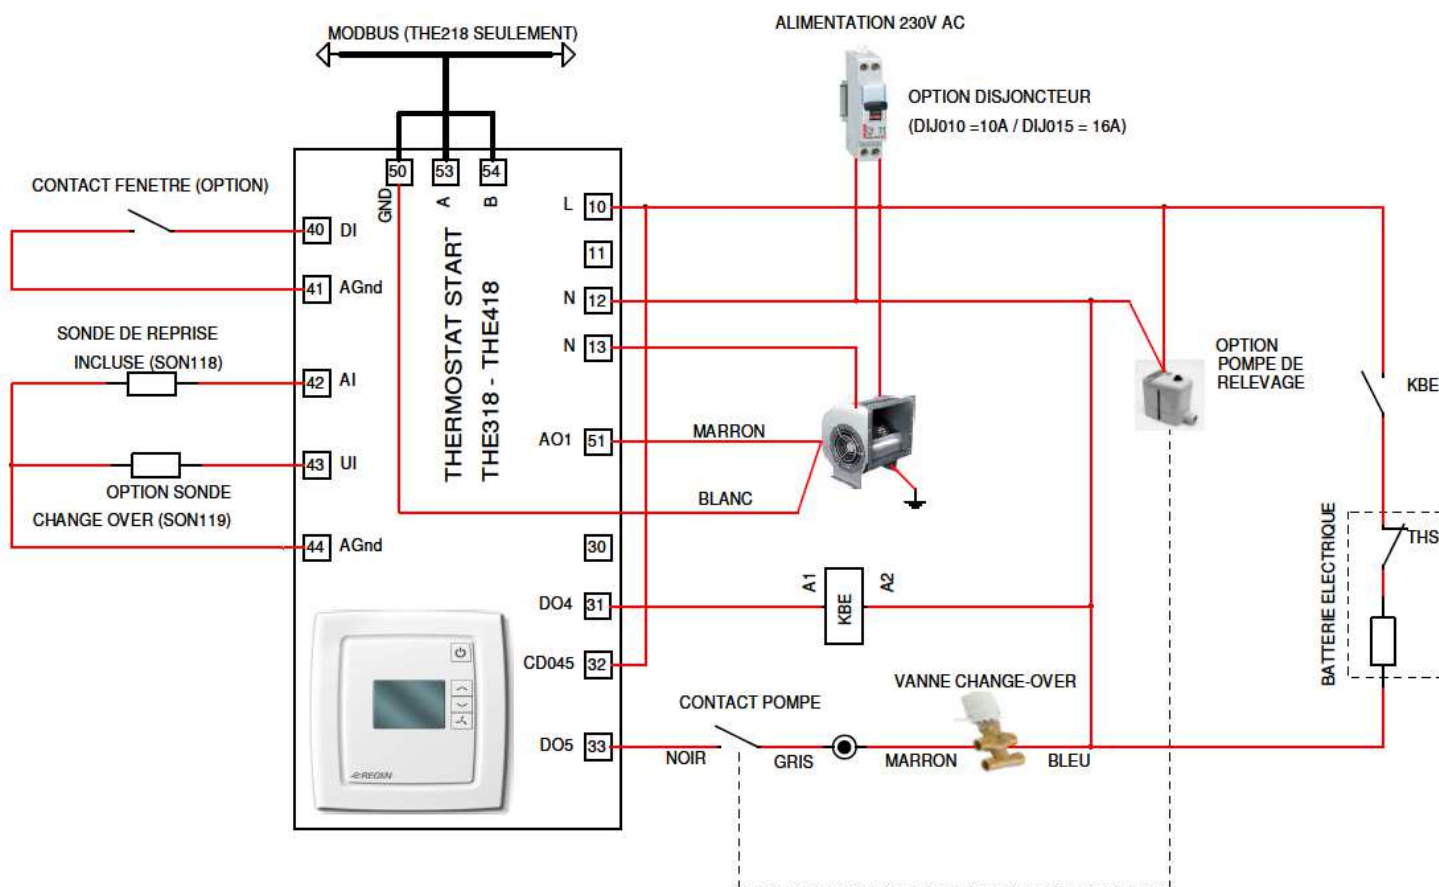 MODBUS (THE218 SEULEMENT)
ALIMENTATION 230V AC
OPTION DISJONCTEUR
(DIJ010 =10A / DIJ015 = 16A)
50
53
54
GND
A
B
CONTACT FENETRE (OPTION)
40 DI
41 AGnd
SONDE DE REPRISE
INCLUSE (SON118)
42 AI
43 UI
OPTION SONDE
CHANGE OVER (SON119)
44 AGnd
THERMOSTAT START
THE318 - THE418
L 10
11
N 12
N 13
AO1 51
MARRON
BLANC
30
DO4 31
CD045 32
DO5 33
A1
KBE
A2
OPTION
POMPE DE
RELEVAGE
KBE
THS
BATTERIE ELECTRIQUE
VANNE CHANGE-OVER
CONTACT POMPE
NOIR
GRIS
MARRON
BLEU
REGIN